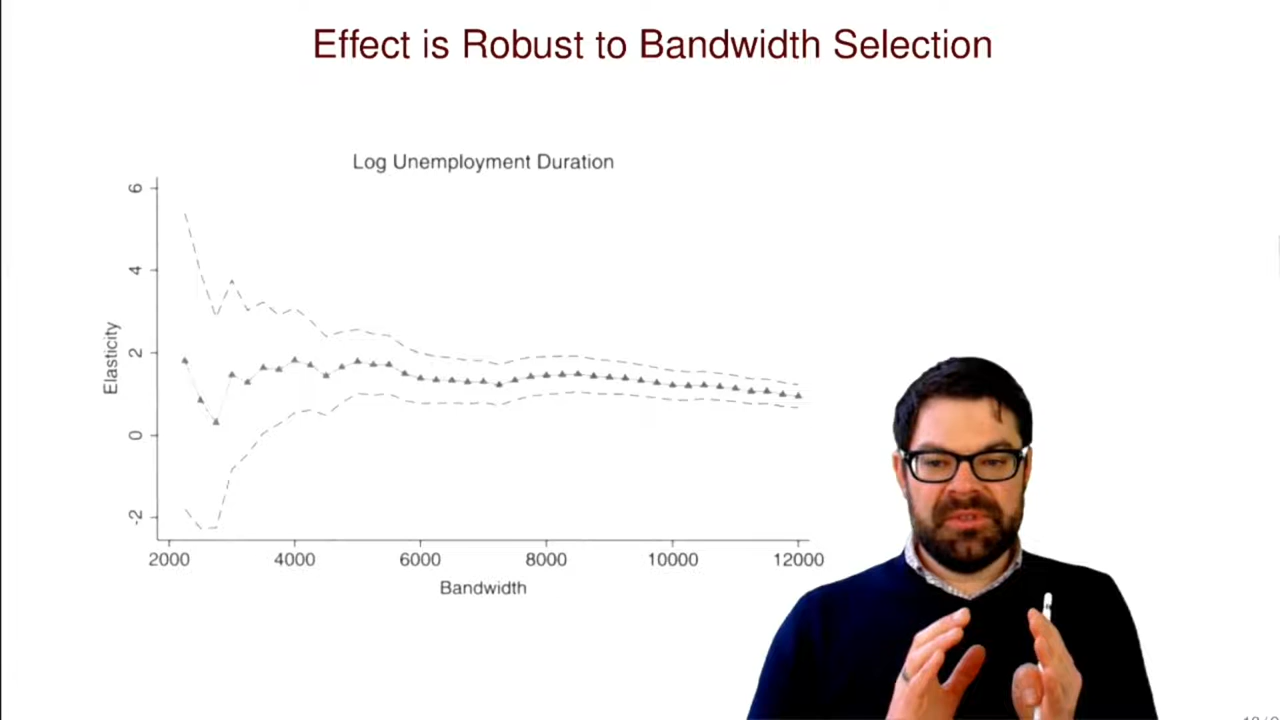 Effect is Robust to Bandwidth Selection
Log Unemployment Duration
6
4
2
0
-2
Elasticity
2000 4000 6000 8000 10000 12000
Bandwidth